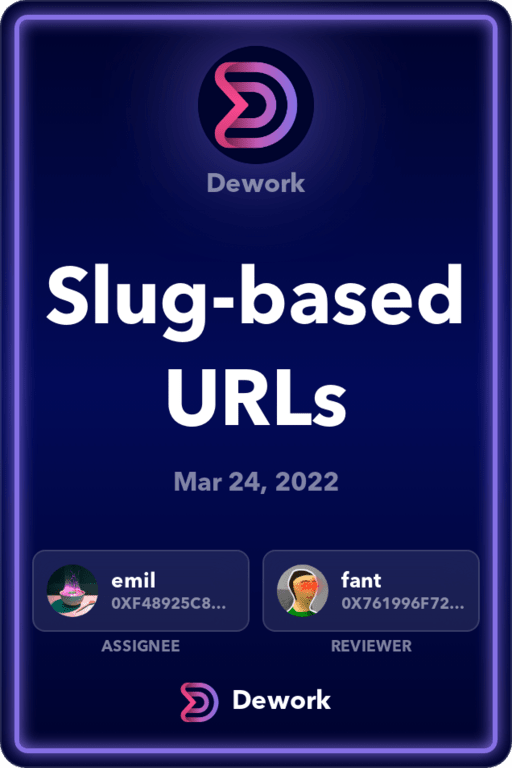 Dework
Slug-based
URLs
Mar 24, 2022
emil
0XF48925C8...
fant
0X761996F72...
ASSIGNEE
REVIEWER
Dework